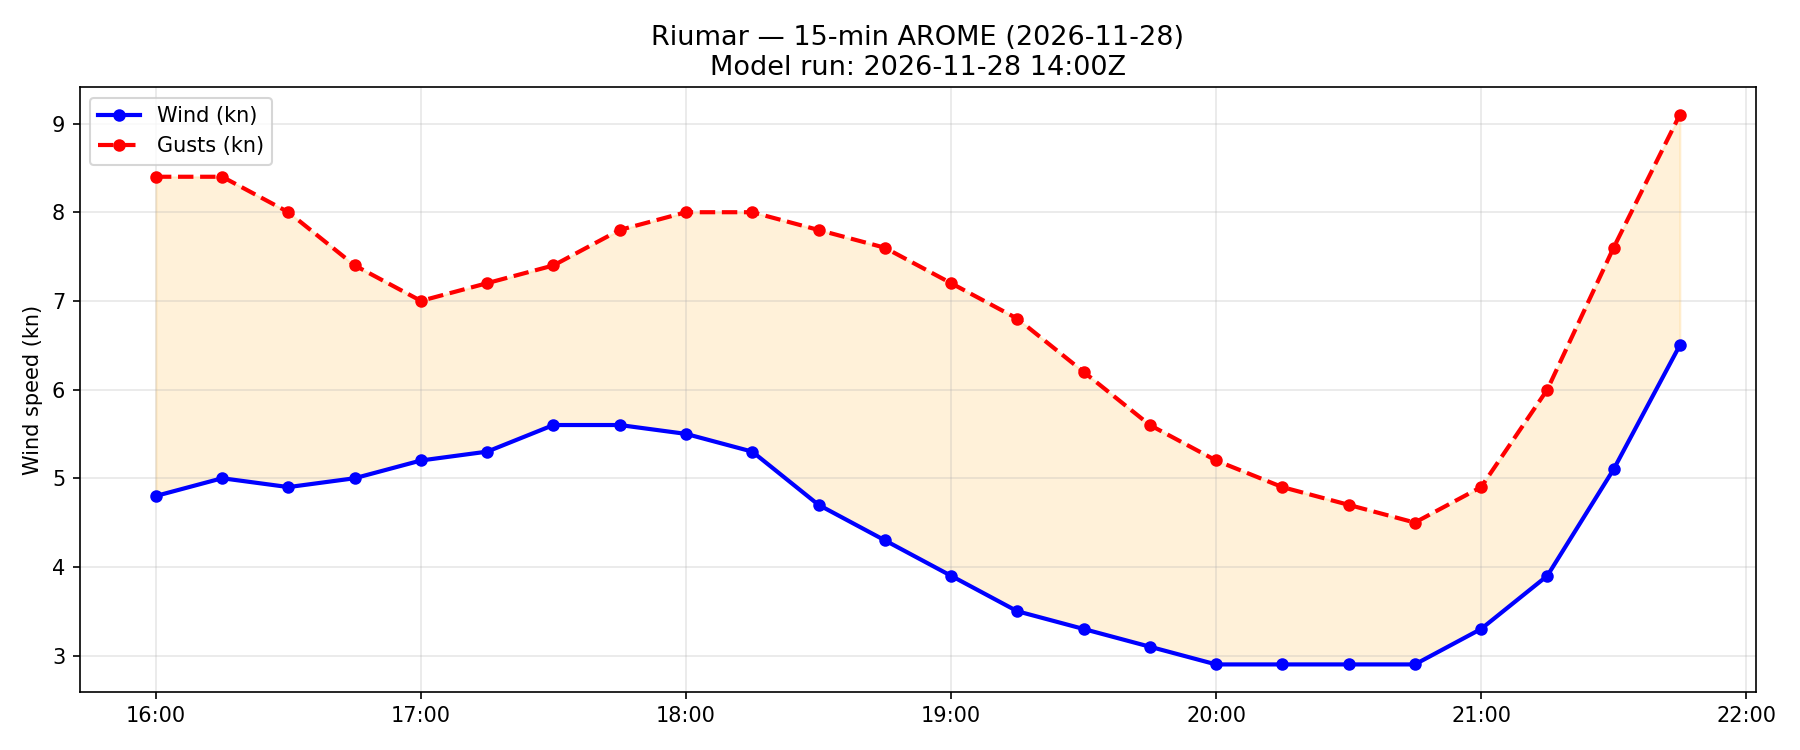 Riumar — 15-min AROME (2026-11-28)
Model run: 2026-11-28 14:00Z
Wind (kn)
Gusts (kn)
Wind speed (kn)
9
8
7
6
5
4
3
16:00 17:00 18:00 19:00 20:00 21:00 22:00